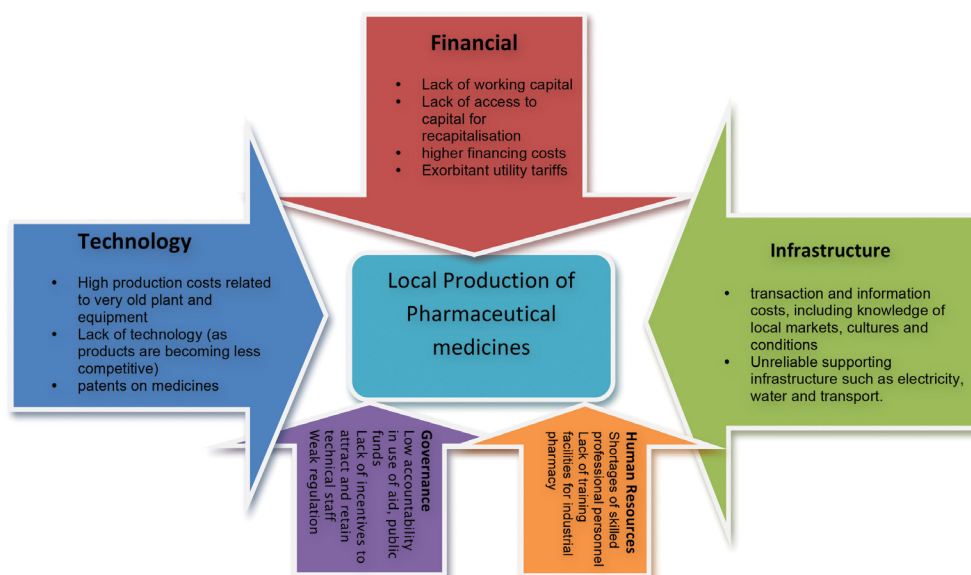 Financial
Lack of working capital
Lack of access to
capital for
recapitalisation
higher financing costs
Exorbitant utility tariffs
Technology
High production costs related
to very old plant and
equipment
Lack of technology (as
products are becoming less
competitive)
patents on medicines
Local Production of
Pharmaceutical
medicines
Infrastructure
transaction and information
costs, including knowledge of
local markets, cultures and
conditions
Unreliable supporting
infrastructure such as electricity,
water and transport.
Governance
Low accountability
in use of aid, public
funds
Lack of incentives to
attract and retain
technical staff
Weak regulation
Human Resources
Shortages of skilled
professional personnel
Lack of training
facilities for industrial
pharmacy